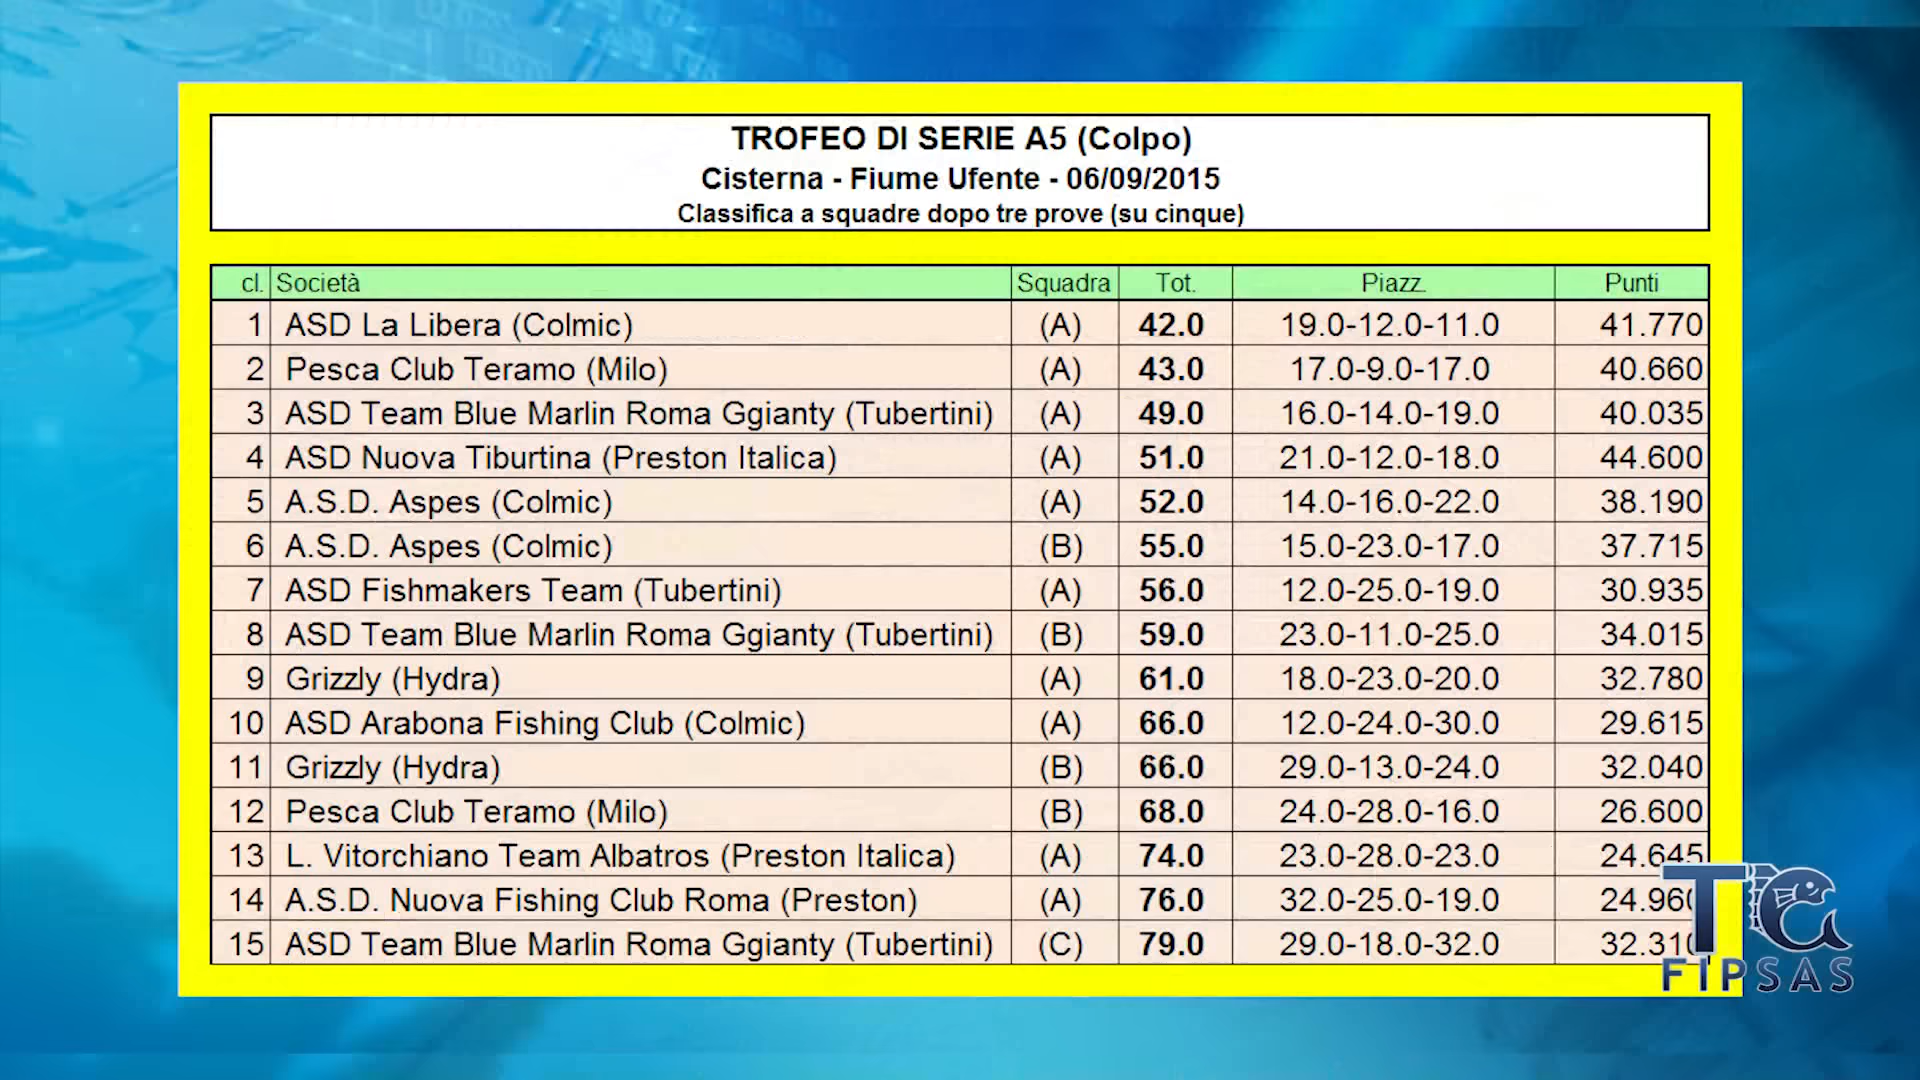 TROFEO DI SERIE A5 (Colpo)
Cisterna - Fiume Ufente - 06/09/2015
Classifica a squadre dopo tre prove (su cinque)
cl. Società Squadra Tot. Piazz. Punti
1 ASD La Libera (Colmic) (A) 42.0 19.0-12.0-11.0 41.770
2 Pesca Club Teramo (Milo) (A) 43.0 17.0-9.0-17.0 40.660
3 ASD Team Blue Marlin Roma Ggianty (Tubertini) (A) 49.0 16.0-14.0-19.0 40.035
4 ASD Nuova Tiburtina (Preston Italica) (A) 51.0 21.0-12.0-18.0 44.600
5 A.S.D. Aspes (Colmic) (A) 52.0 14.0-16.0-22.0 38.190
6 A.S.D. Aspes (Colmic) (B) 55.0 15.0-23.0-17.0 37.715
7 ASD Fishmakers Team (Tubertini) (A) 56.0 12.0-25.0-19.0 30.935
8 ASD Team Blue Marlin Roma Ggianty (Tubertini) (B) 59.0 23.0-11.0-25.0 34.015
9 Grizzly (Hydra) (A) 61.0 18.0-23.0-20.0 32.780
10 ASD Arabona Fishing Club (Colmic) (A) 66.0 12.0-24.0-30.0 29.615
11 Grizzly (Hydra) (B) 66.0 29.0-13.0-24.0 32.040
12 Pesca Club Teramo (Milo) (B) 68.0 24.0-28.0-16.0 26.600
13 L. Vitorchiano Team Albatros (Preston Italica) (A) 74.0 23.0-28.0-23.0 24.645
14 A.S.D. Nuova Fishing Club Roma (Preston) (A) 76.0 32.0-25.0-19.0 24.960
15 ASD Team Blue Marlin Roma Ggianty (Tubertini) (C) 79.0 29.0-18.0-32.0 32.310
TG
FIPSAS